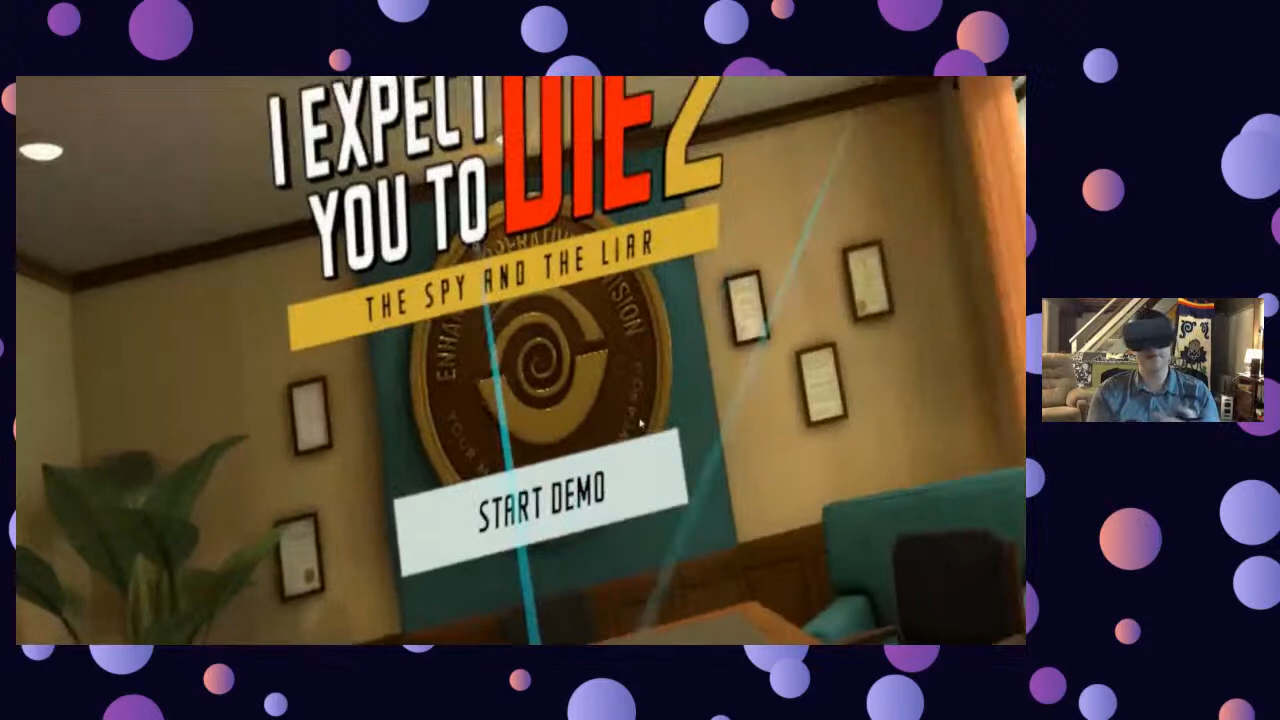 I EXPECT
YOU TO DIE 2
THE SPY AND THE LIAR
START DEMO